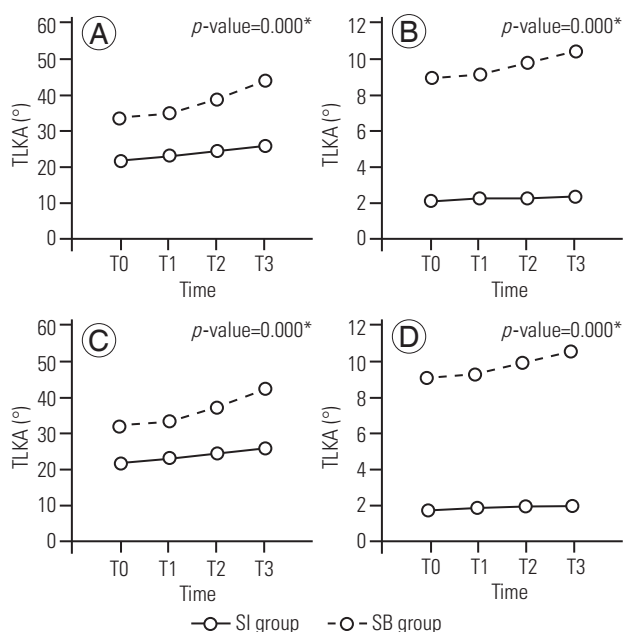 A
p-value=0.000*
60
50
40
30
20
10
0
TLKA (°)
T0 T1 T2 T3
Time
B
p-value=0.000*
12
10
8
6
4
2
0
TLKA (°)
T0 T1 T2 T3
Time
C
p-value=0.000*
60
50
40
30
20
10
0
TLKA (°)
T0 T1 T2 T3
Time
D
p-value=0.000*
12
10
8
6
4
2
0
TLKA (°)
T0 T1 T2 T3
Time
SI group SB group